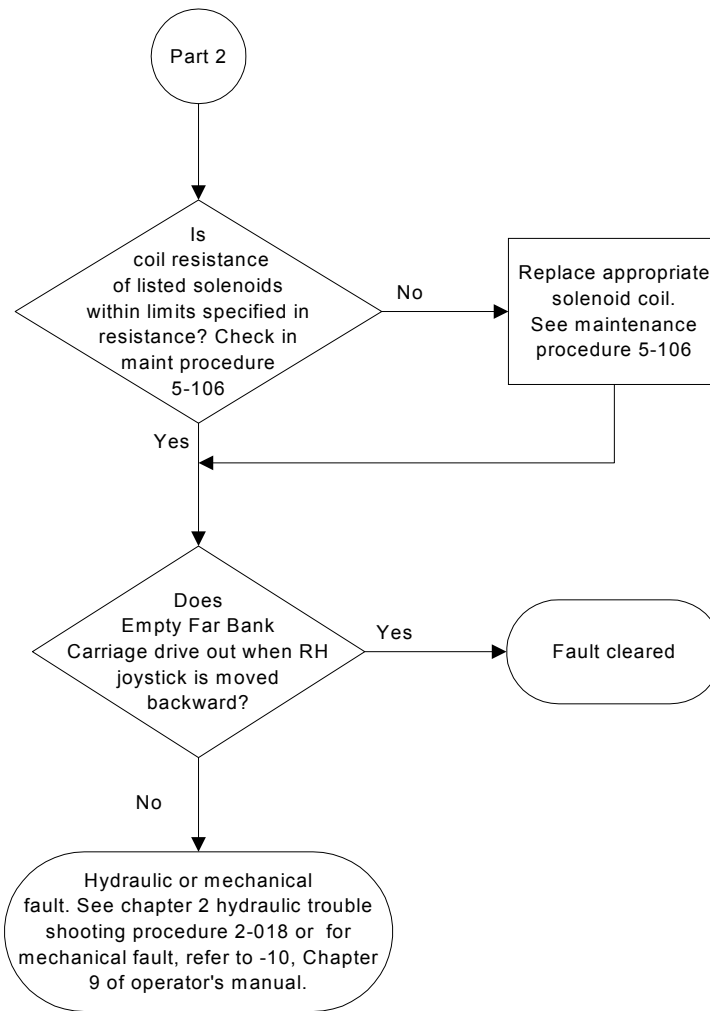 Part 2
Is
coil resistance
of listed solenoids
within limits specified in
resistance? Check in
maint procedure
5-106
No
Replace appropriate
solenoid coil.
See maintenance
procedure 5-106
Yes
Does
Empty Far Bank
Carriage drive out when RH
joystick is moved
backward?
Yes
Fault cleared
No
Hydraulic or mechanical
fault. See chapter 2 hydraulic trouble
shooting procedure 2-018 or for
mechanical fault, refer to -10, Chapter
9 of operator's manual.